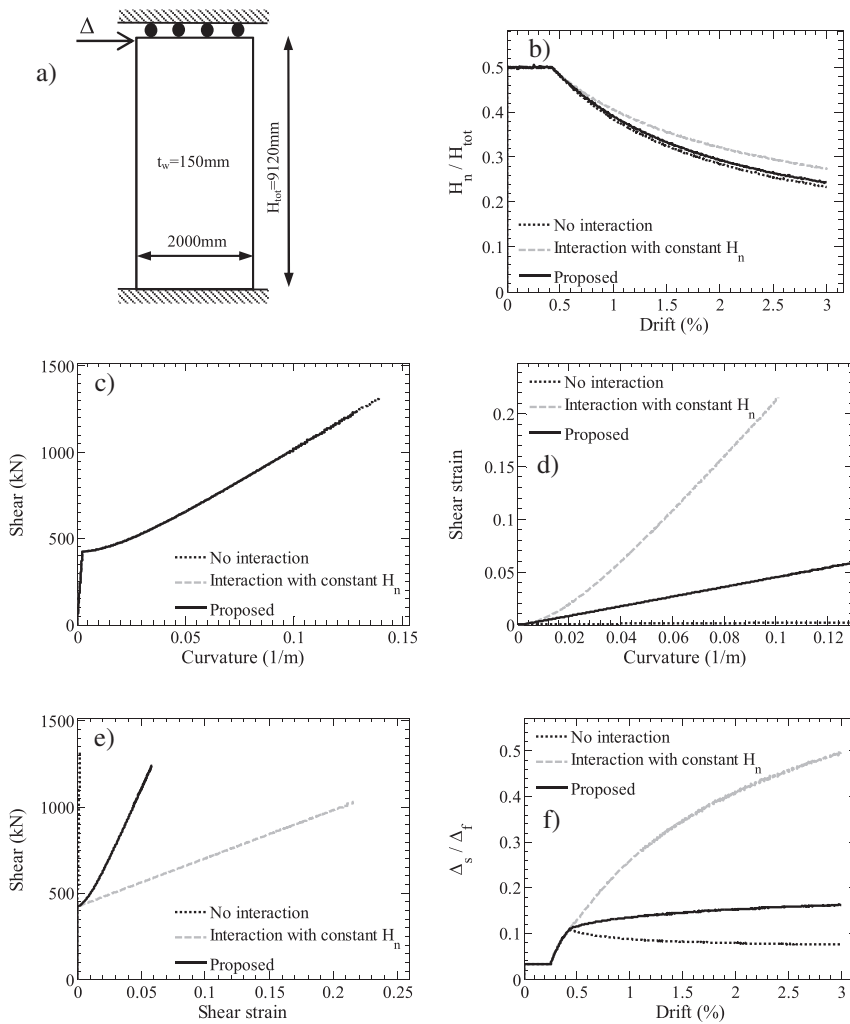 a)
Δ
t_w=150mm
H_tot=9120mm
2000mm
b)
H_n / H_tot
0.5
0.4
0.3
0.2
0.1
0
No interaction
Interaction with constant H_n
Proposed
0 0.5 1 1.5 2 2.5 3
Drift (%)
c)
Shear (kN)
1500
1000
500
0
No interaction
Interaction with constant H_n
Proposed
0 0.05 0.1 0.15
Curvature (1/m)
No interaction
Interaction with constant H_n
Proposed
d)
Shear strain
0.2
0.15
0.1
0.05
0
0 0.02 0.04 0.06 0.08 0.1 0.12
Curvature (1/m)
e)
Shear (kN)
1500
1000
500
0
No interaction
Interaction with constant H_n
Proposed
0 0.05 0.1 0.15 0.2 0.25
Shear strain
No interaction
Interaction with constant H_n
Proposed
f)
Δ_s / Δ_f
0.5
0.4
0.3
0.2
0.1
0
0 0.5 1 1.5 2 2.5 3
Drift (%)